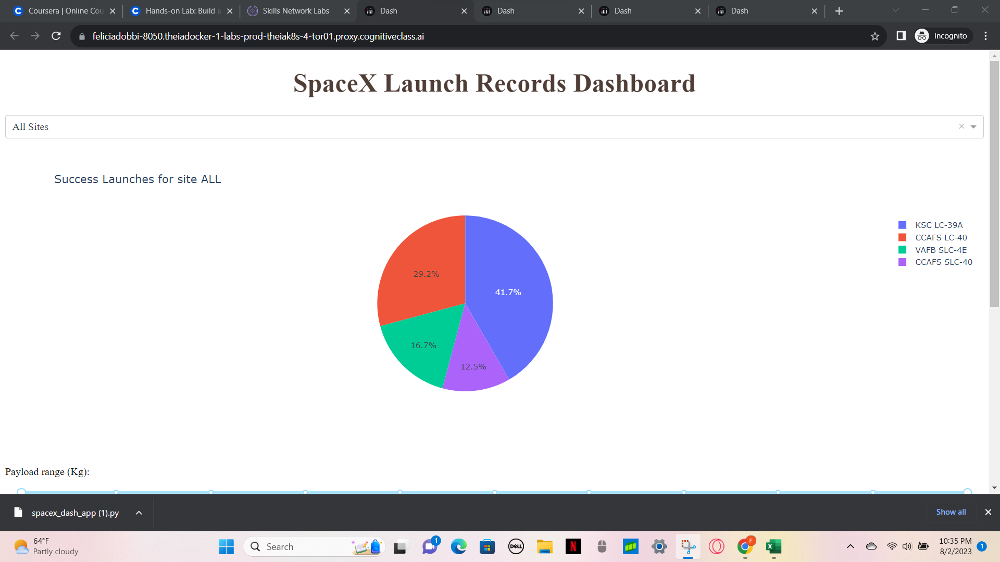 Coursera | Online Cou
Hands-on Lab: Build a
Skills Network Labs
Dash
Dash
Dash
Dash
feliciadobbi-8050.theiadocker-1-labs-prod-theiak8s-4-tor01.proxy.cognitiveclass.ai
Incognito
SpaceX Launch Records Dashboard
All Sites
Success Launches for site ALL
KSC LC-39A
CCAFS LC-40
VAFB SLC-4E
CCAFS SLC-40
29.2%
41.7%
16.7%
12.5%
Payload range (Kg):
spacex_dash_app (1).py
Show all
64°F
Partly cloudy
Search
1
DELL
N
F
X
10:35 PM
8/2/2023
1